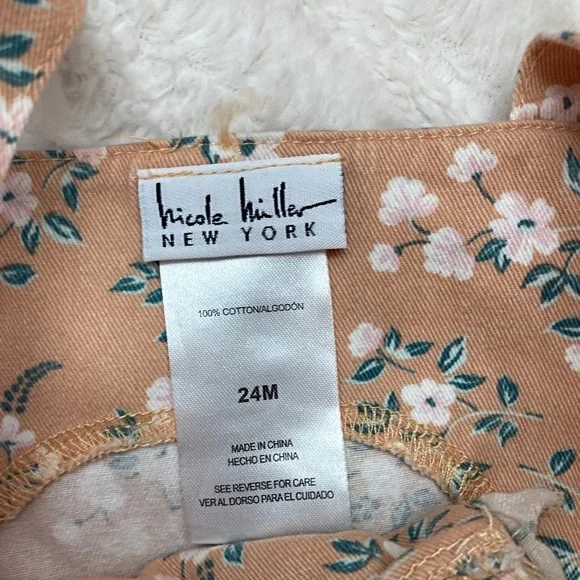 nicole miller
NEW YORK
100% COTTON/ALGODÓN
24M
MADE IN CHINA
HECHO EN CHINA
SEE REVERSE FOR CARE
VER AL DORSO PARA EL CUIDADO